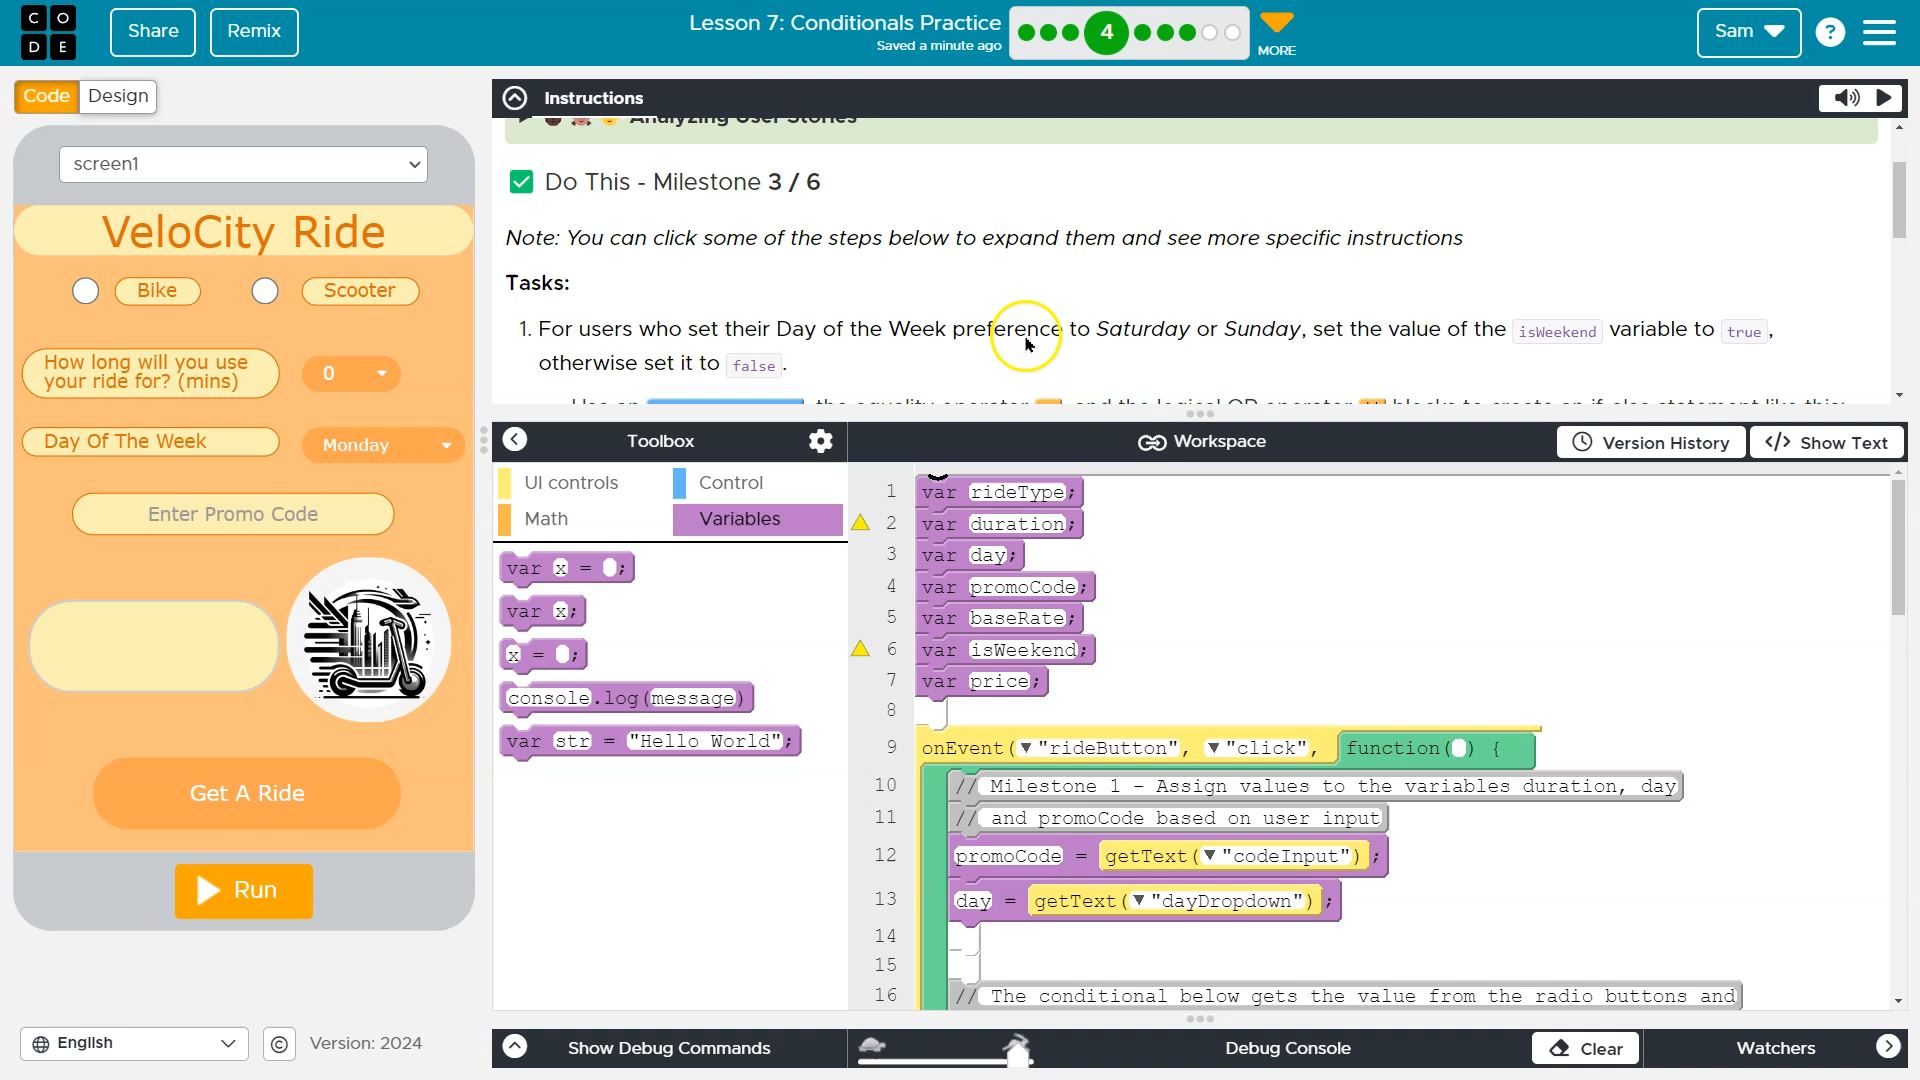 CODE
Share
Remix
Lesson 7: Conditionals Practice
Saved a minute ago
4
MORE
Sam
?
Code
Design
Instructions
screen1
Analyzing User Stories
Do This - Milestone 3 / 6
Note: You can click some of the steps below to expand them and see more specific instructions
Tasks:
1. For users who set their Day of the Week preference to Saturday or Sunday, set the value of the isWeekend variable to true,
otherwise set it to false.
VeloCity Ride
Bike
Scooter
How long will you use
your ride for? (mins)
0
Day Of The Week
Monday
Enter Promo Code
Get A Ride
Run
Toolbox
Workspace
Version History
</> Show Text
UI controls
Control
Math
Variables
var x = ;
var x;
x = ;
console.log(message)
var str = "Hello World";
1 var rideType;
2 var duration;
3 var day;
4 var promoCode;
5 var baseRate;
6 var isWeekend;
7 var price;
8
9 onEvent(▼"rideButton", ▼"click", function( ) {
10 // Milestone 1 - Assign values to the variables duration, day
11 // and promoCode based on user input
12 promoCode = getText(▼"codeInput");
13 day = getText(▼"dayDropdown");
14
15
16 // The conditional below gets the value from the radio buttons and
English
©
Version: 2024
Show Debug Commands
Debug Console
Clear
Watchers